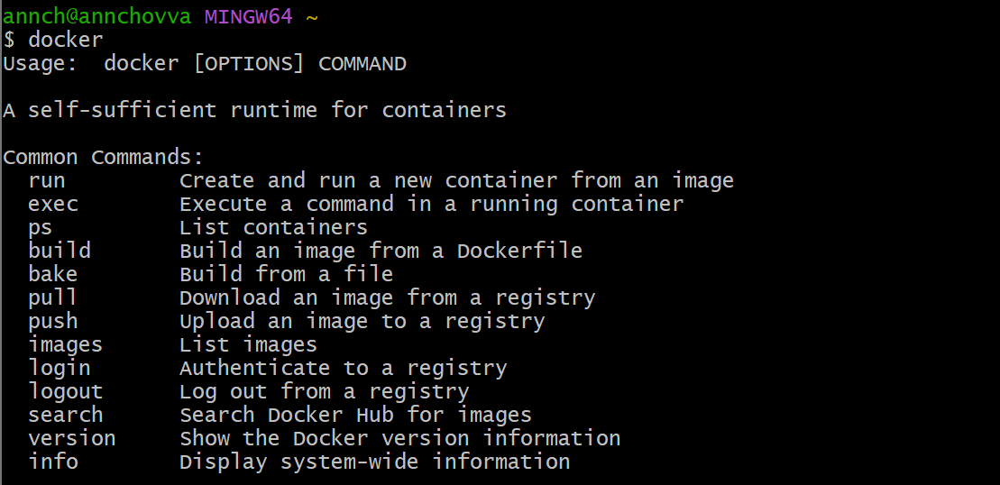 annch@annchovva MINGW64 ~
$ docker
Usage:  docker [OPTIONS] COMMAND

A self-sufficient runtime for containers

Common Commands:
  run         Create and run a new container from an image
  exec        Execute a command in a running container
  ps          List containers
  build       Build an image from a Dockerfile
  bake        Build from a file
  pull        Download an image from a registry
  push        Upload an image to a registry
  images      List images
  login       Authenticate to a registry
  logout      Log out from a registry
  search      Search Docker Hub for images
  version     Show the Docker version information
  info        Display system-wide information